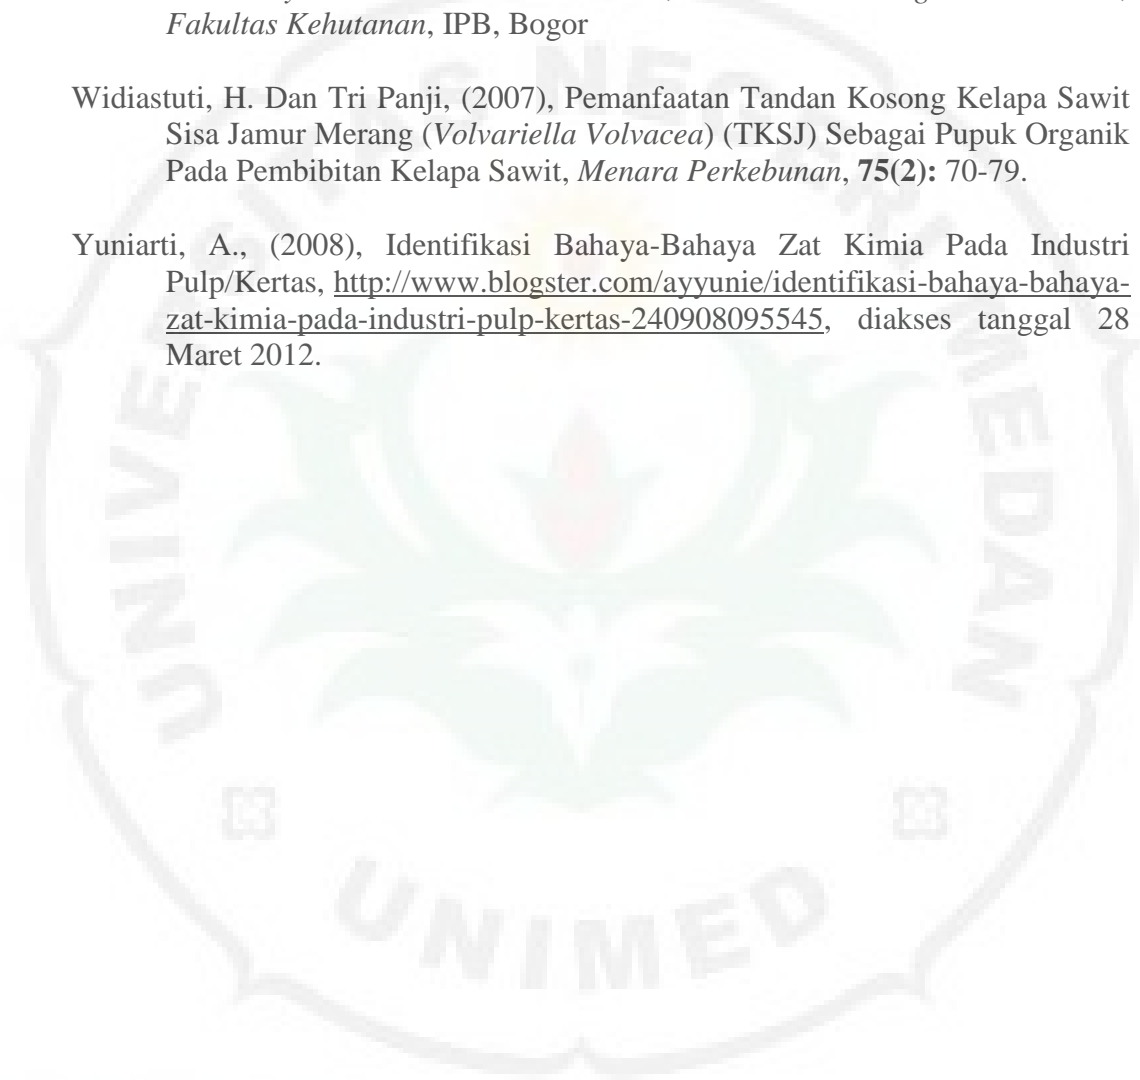 Fakultas Kehutanan, IPB, Bogor
Widiastuti, H. Dan Tri Panji, (2007), Pemanfaatan Tandan Kosong Kelapa Sawit
Sisa Jamur Merang (Volvariella Volvacea) (TKSJ) Sebagai Pupuk Organik
Pada Pembibitan Kelapa Sawit, Menara Perkebunan, 75(2): 70-79.
Yuniarti, A., (2008), Identifikasi Bahaya-Bahaya Zat Kimia Pada Industri
Pulp/Kertas, http://www.blogster.com/ayyunie/identifikasi-bahaya-bahaya-
zat-kimia-pada-industri-pulp-kertas-240908095545, diakses tanggal 28
Maret 2012.
UNIVERSITAS NEGERI MEDAN
UNIMED